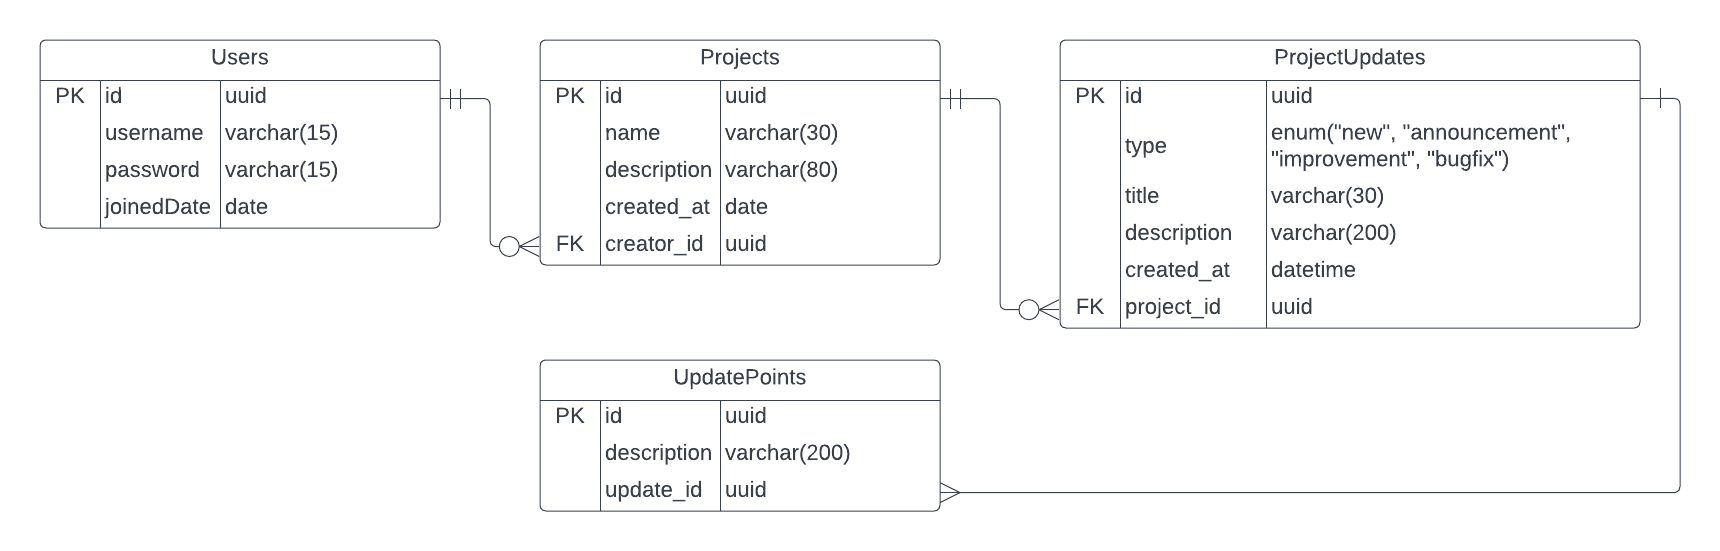 Users
PK id uuid
username varchar(15)
password varchar(15)
joinedDate date
Projects
PK id uuid
name varchar(30)
description varchar(80)
created_at date
FK creator_id uuid
ProjectUpdates
PK id uuid
type enum("new", "announcement",
"improvement", "bugfix")
title varchar(30)
description varchar(200)
created_at datetime
FK project_id uuid
UpdatePoints
PK id uuid
description varchar(200)
update_id uuid